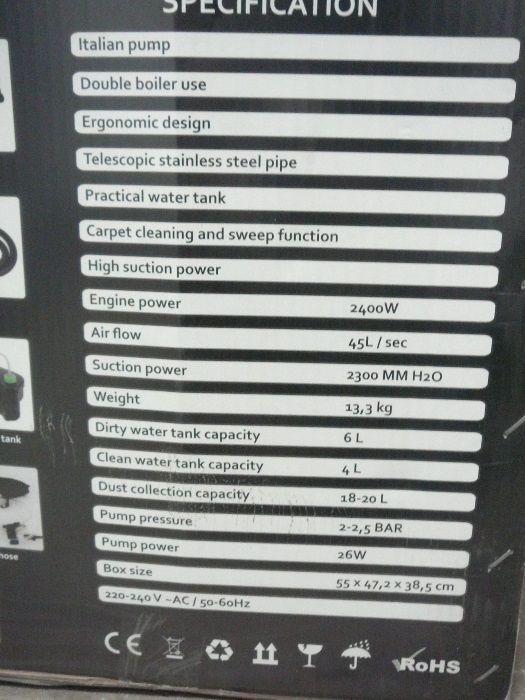 SPECIFICATION
Italian pump
Double boiler use
Ergonomic design
Telescopic stainless steel pipe
Practical water tank
Carpet cleaning and sweep function
High suction power
Engine power 2400W
Air flow 45L / sec
Suction power 2300 MM H2O
Weight 13,3 kg
Dirty water tank capacity 6 L
Clean water tank capacity 4 L
Dust collection capacity 18-20 L
Pump pressure 2-2,5 BAR
Pump power 26W
Box size 55 x 47,2 x 38,5 cm
220-240 V ~AC / 50-60Hz
tank
hose
CE
RoHS